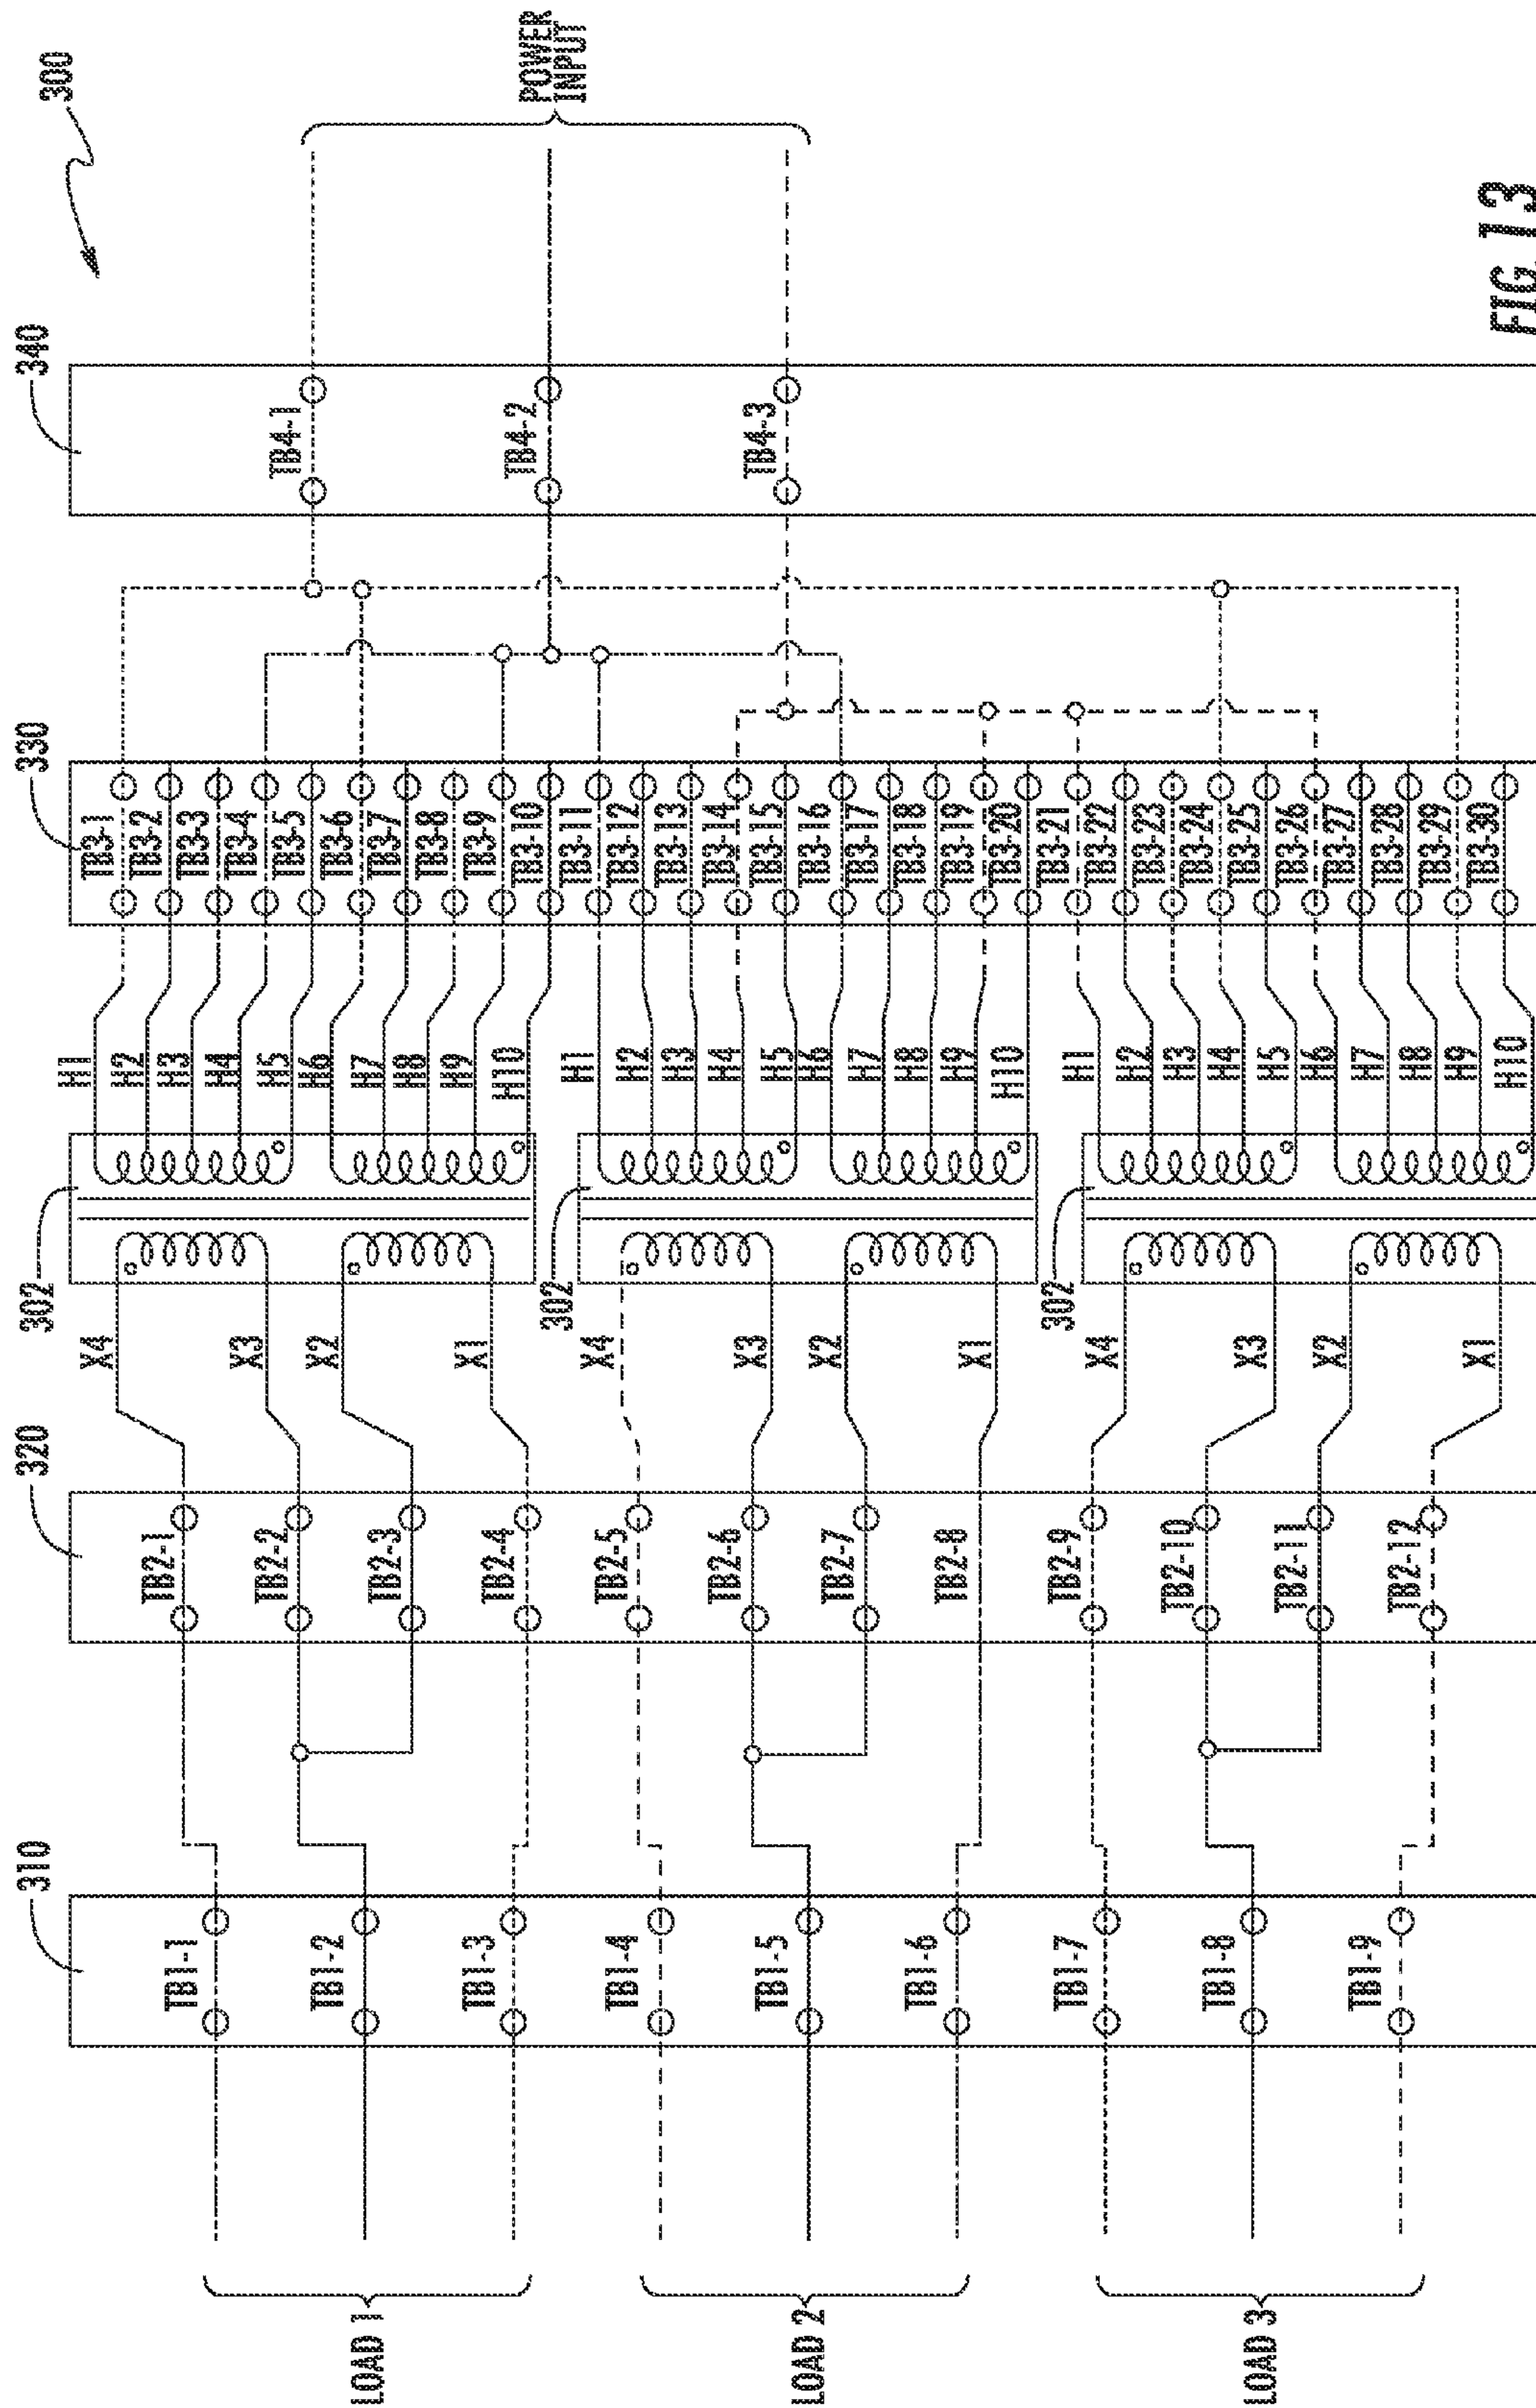 300
340
330
302
302
302
320
310
POWER
INPUT
TB4-1
TB4-2
TB4-3
TB3-1
TB3-2
TB3-3
TB3-4
TB3-5
TB3-6
TB3-7
TB3-8
TB3-9
TB3-10
TB3-11
TB3-12
TB3-13
TB3-14
TB3-15
TB3-16
TB3-17
TB3-18
TB3-19
TB3-20
TB3-21
TB3-22
TB3-23
TB3-24
TB3-25
TB3-26
TB3-27
TB3-28
TB3-29
TB3-30
H1
H2
H3
H4
H5
H6
H7
H8
H9
H10
H1
H2
H3
H4
H5
H6
H7
H8
H9
H10
H1
H2
H3
H4
H5
H6
H7
H8
H9
H10
X4
X3
X2
X1
X4
X3
X2
X1
X4
X3
X2
X1
TB2-1
TB2-2
TB2-3
TB2-4
TB2-5
TB2-6
TB2-7
TB2-8
TB2-9
TB2-10
TB2-11
TB2-12
TB1-1
TB1-2
TB1-3
TB1-4
TB1-5
TB1-6
TB1-7
TB1-8
TB1-9
LOAD 1
LOAD 2
LOAD 3
FIG. 13